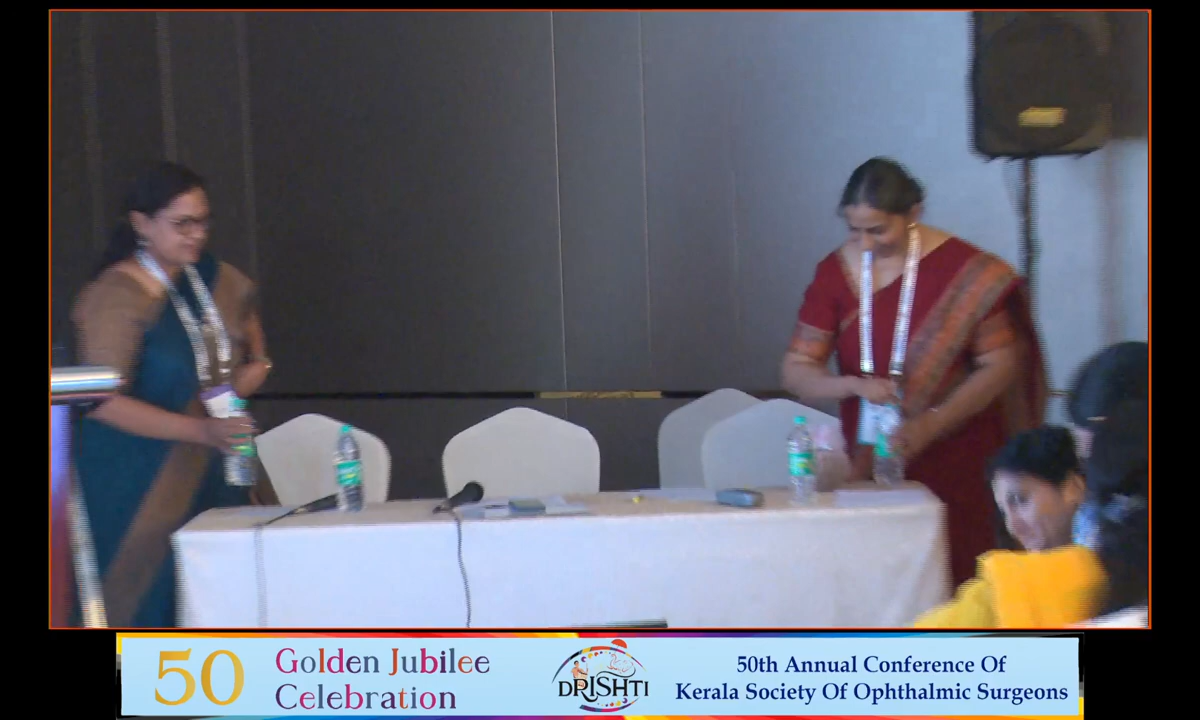 50
Golden Jubilee
Celebration
DRISHTI
50th Annual Conference Of
Kerala Society Of Ophthalmic Surgeons